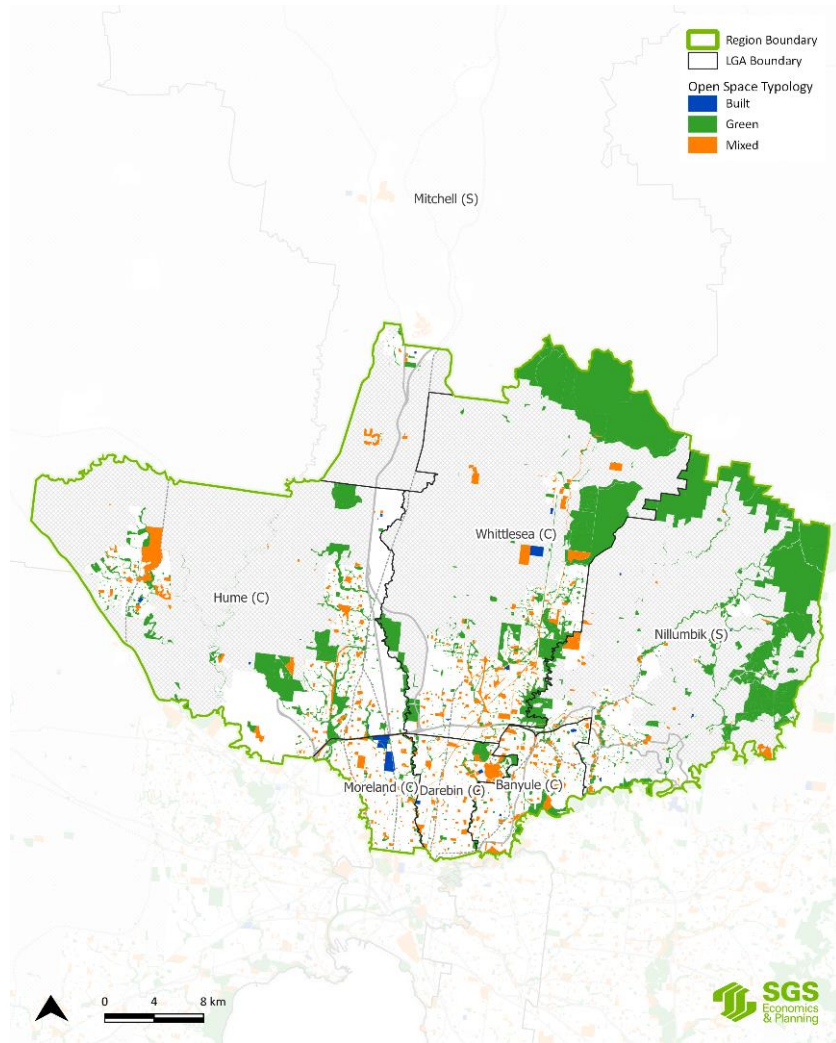 Region Boundary
LGA Boundary
Open Space Typology
Built
Green
Mixed
Mitchell (S)
Whittlesea (C)
Hume (C)
Nillumbik (S)
Moreland (C)
Darebin (C)
Banyule (C)
0 4 8 km
SGS
Economics
& Planning